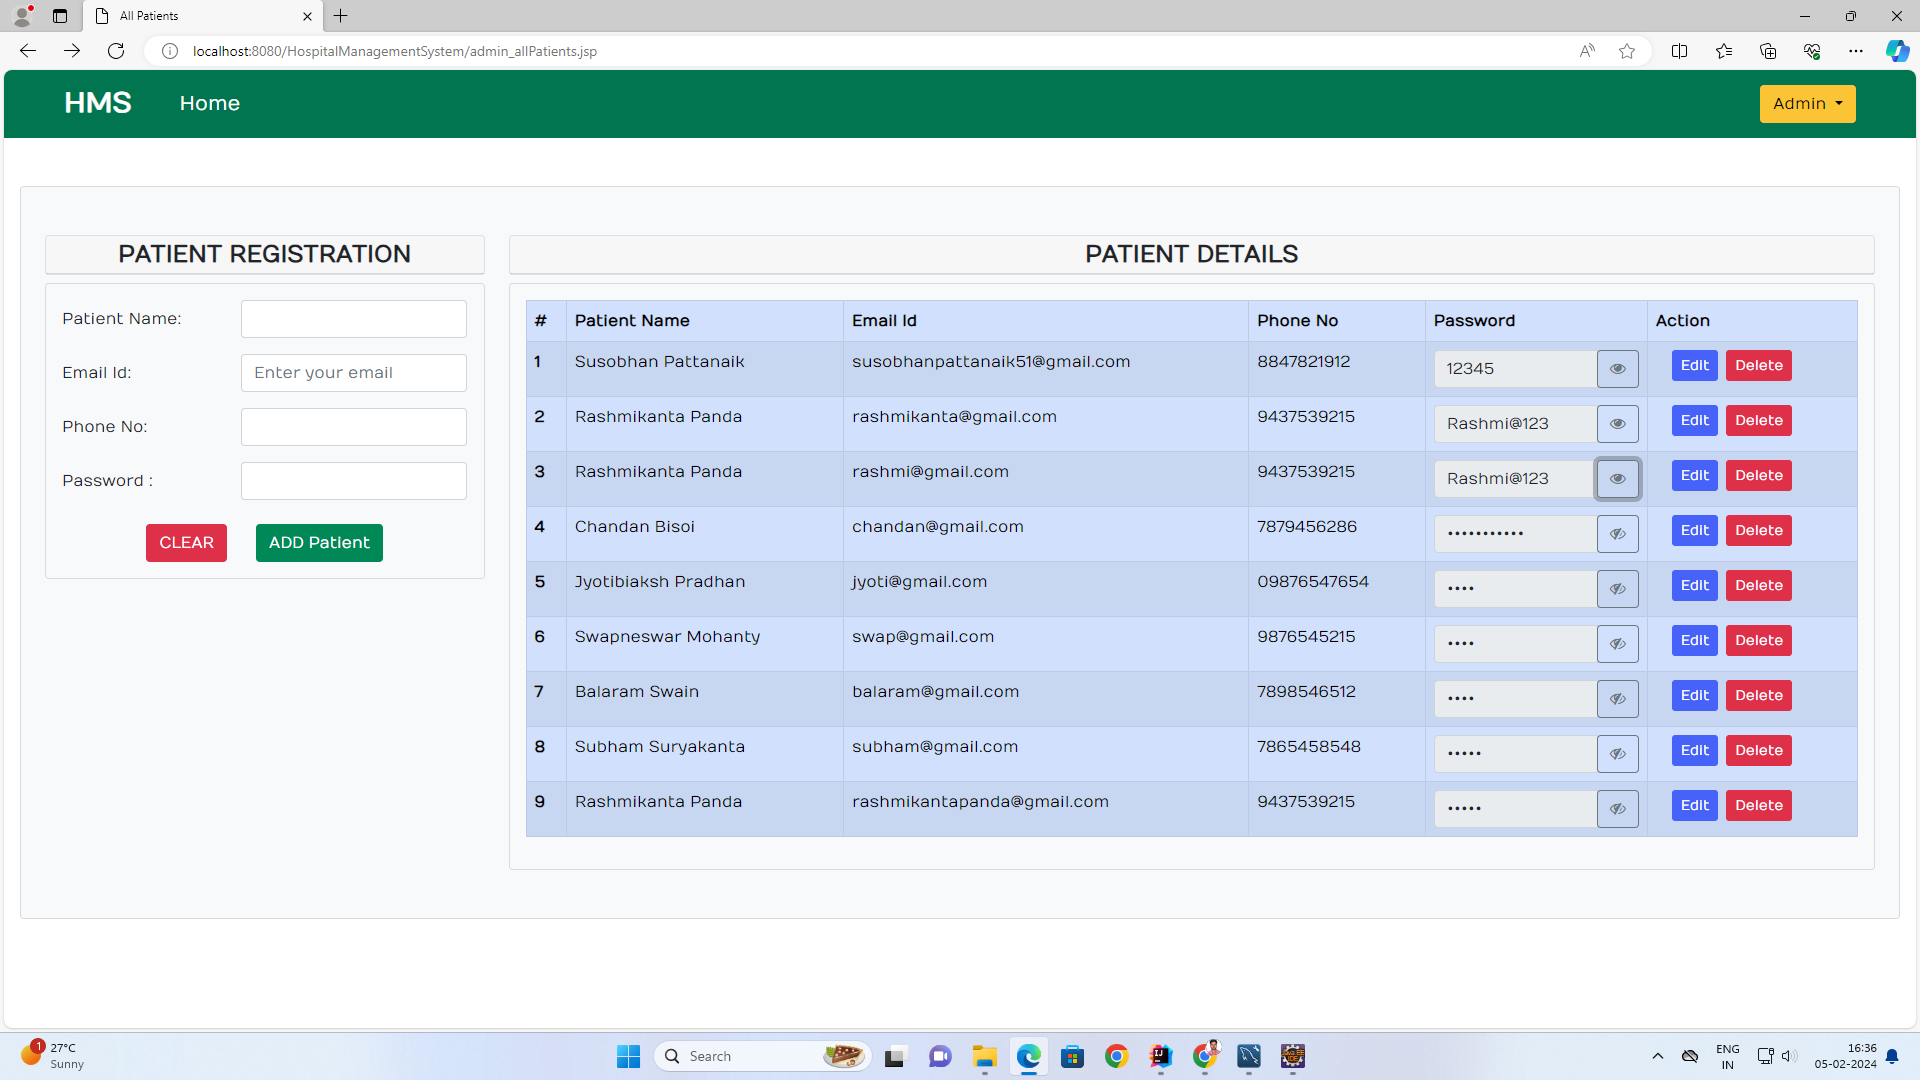 All Patients
localhost:8080/HospitalManagementSystem/admin_allPatients.jsp
HMS Home Admin
PATIENT REGISTRATION
Patient Name:
Email Id: Enter your email
Phone No:
Password :
CLEAR ADD Patient
PATIENT DETAILS
# Patient Name Email Id Phone No Password Action
1 Susobhan Pattanaik susobhanpattanaik51@gmail.com 8847821912 12345 Edit Delete
2 Rashmikanta Panda rashmikanta@gmail.com 9437539215 Rashmi@123 Edit Delete
3 Rashmikanta Panda rashmi@gmail.com 9437539215 Rashmi@123 Edit Delete
4 Chandan Bisoi chandan@gmail.com 7879456286 ••••••••••• Edit Delete
5 Jyotibiaksh Pradhan jyoti@gmail.com 09876547654 •••• Edit Delete
6 Swapneswar Mohanty swap@gmail.com 9876545215 •••• Edit Delete
7 Balaram Swain balaram@gmail.com 7898546512 •••• Edit Delete
8 Subham Suryakanta subham@gmail.com 7865458548 ••••• Edit Delete
9 Rashmikanta Panda rashmikantapanda@gmail.com 9437539215 ••••• Edit Delete
1
27°C
Sunny
Search
ENG
IN
16:36
05-02-2024